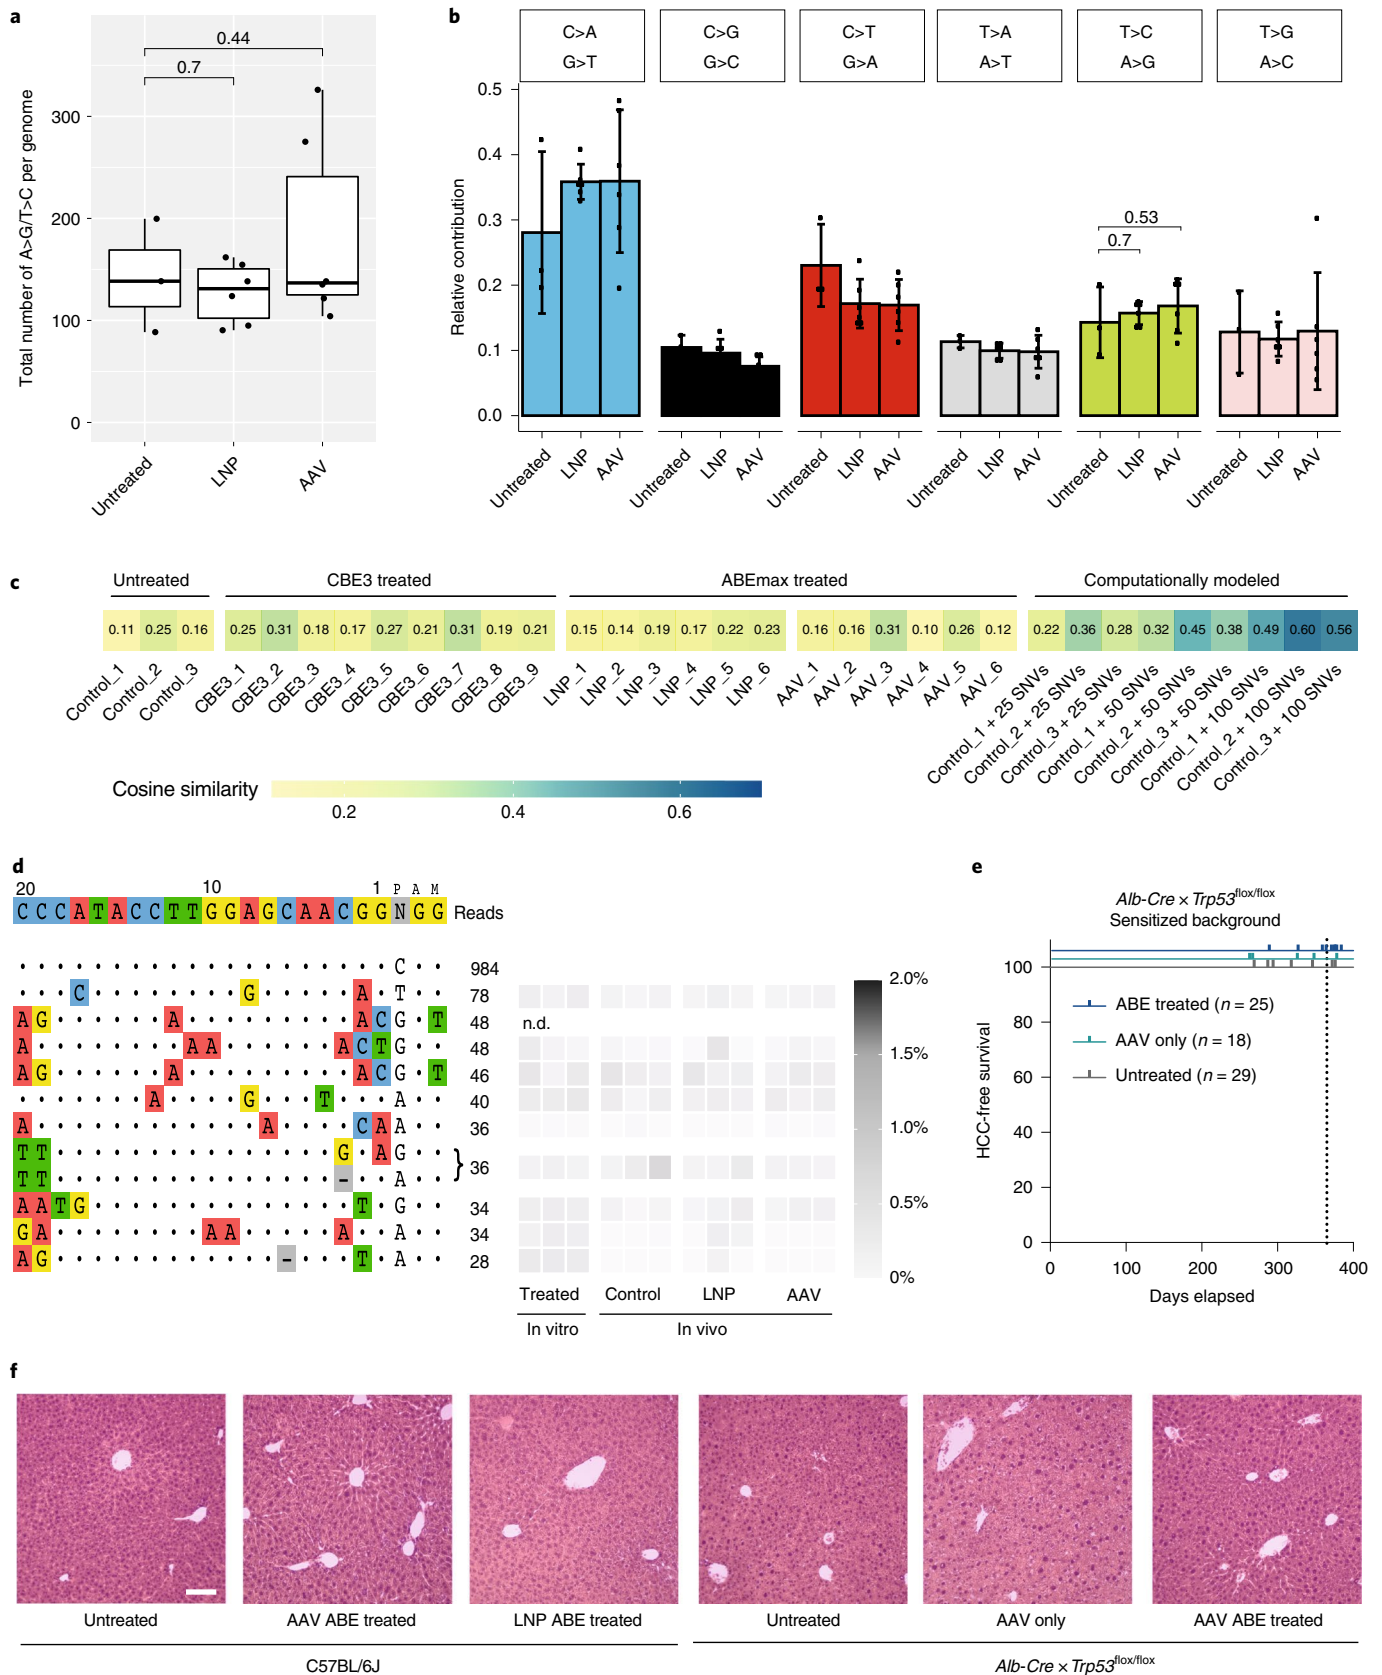 a
0.44
0.7
Total number of A>G/T>C per genome
300
200
100
0
Untreated
LNP
AAV
b
C>A
G>T
C>G
G>C
C>T
G>A
T>A
A>T
T>C
A>G
T>G
A>C
Relative contribution
0.5
0.4
0.3
0.2
0.1
0.0
0.53
0.7
Untreated LNP AAV Untreated LNP AAV Untreated LNP AAV Untreated LNP AAV Untreated LNP AAV Untreated LNP AAV
c
Untreated CBE3 treated ABEmax treated Computationally modeled
0.11 0.25 0.16 0.25 0.31 0.18 0.17 0.27 0.21 0.31 0.19 0.21 0.15 0.14 0.19 0.17 0.22 0.23 0.16 0.16 0.31 0.10 0.26 0.12 0.22 0.36 0.28 0.32 0.45 0.38 0.49 0.60 0.56
Control_1
Control_2
Control_3
CBE3_1
CBE3_2
CBE3_3
CBE3_4
CBE3_5
CBE3_6
CBE3_7
CBE3_8
CBE3_9
LNP_1
LNP_2
LNP_3
LNP_4
LNP_5
LNP_6
AAV_1
AAV_2
AAV_3
AAV_4
AAV_5
AAV_6
Control_1 + 25 SNVs
Control_2 + 25 SNVs
Control_3 + 25 SNVs
Control_1 + 50 SNVs
Control_2 + 50 SNVs
Control_3 + 50 SNVs
Control_1 + 100 SNVs
Control_2 + 100 SNVs
Control_3 + 100 SNVs
Cosine similarity
0.2 0.4 0.6
d
20 10 1 P A M
C C C A T A C C T T G G A G C A A C G G N G G Reads
· · · · · · · · · · · · · · · · · · · · C · · 984
· · · C · · · · · · · · G · · · · · A · T · · 78
A G · · · · · · A · · · · · · · · · A C G · T 48
A · · · · · · · · A A · · · · · · A C T G · · 48
A G · · · · · · A · · · · · · · · · A C G · T 46
· · · · · · · A · · · · G · · · T · · · A · · 40
A · · · · · · · · · · · · A · · · · C A A · · 36
T T · · · · · · · · · · · · · · · G · A G · ·
T T · · · · · · · · · · · · · · · - · · A · · } 36
A A T G · · · · · · · · · · · · · · T · G · · 34
G A · · · · · · · · A A · · · · · A · · A · · 34
A G · · · · · · · · · · · · - · · · T · A · · 28
n.d.
2.0%
1.5%
1.0%
0.5%
0%
Treated Control LNP AAV
In vitro In vivo
e
Alb-Cre × Trp53flox/flox
Sensitized background
HCC-free survival
100
80
60
40
20
0
ABE treated (n = 25)
AAV only (n = 18)
Untreated (n = 29)
0 100 200 300 400
Days elapsed
f
Untreated AAV ABE treated LNP ABE treated Untreated AAV only AAV ABE treated
C57BL/6J Alb-Cre × Trp53flox/flox